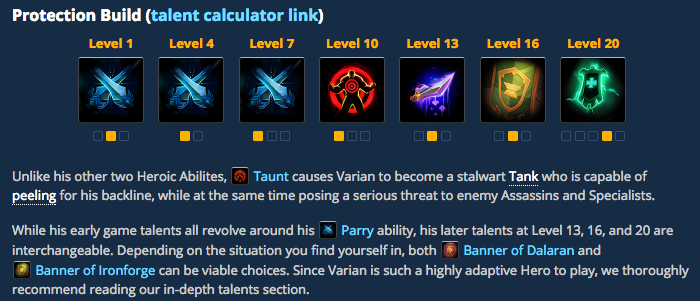 Protection Build (talent calculator link)
Level 1 Level 4 Level 7 Level 10 Level 13 Level 16 Level 20
Unlike his other two Heroic Abilites, Taunt causes Varian to become a stalwart Tank who is capable of
peeling for his backline, while at the same time posing a serious threat to enemy Assassins and Specialists.
While his early game talents all revolve around his Parry ability, his later talents at Level 13, 16, and 20 are
interchangeable. Depending on the situation you find yourself in, both Banner of Dalaran and
Banner of Ironforge can be viable choices. Since Varian is such a highly adaptive Hero to play, we thoroughly
recommend reading our in-depth talents section.